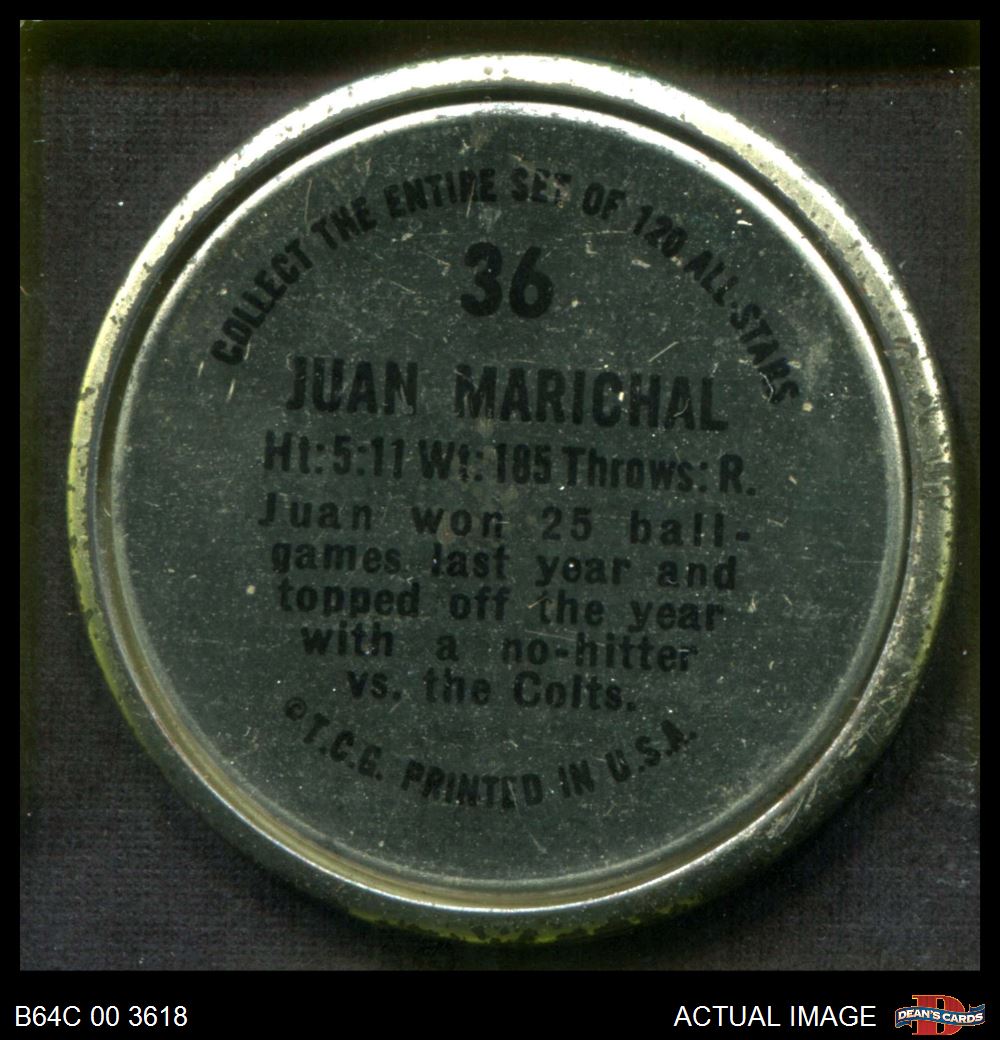 COLLECT THE ENTIRE SET OF 120 ALL-STARS
36
JUAN MARICHAL
Ht: 5:11 Wt: 185 Throws: R.
Juan won 25 ball-
games last year and
topped off the year
with a no-hitter
vs. the Colts.
©T.C.G. PRINTED IN U.S.A.
B64C 00 3618
ACTUAL IMAGE
D
DEAN'S CARDS